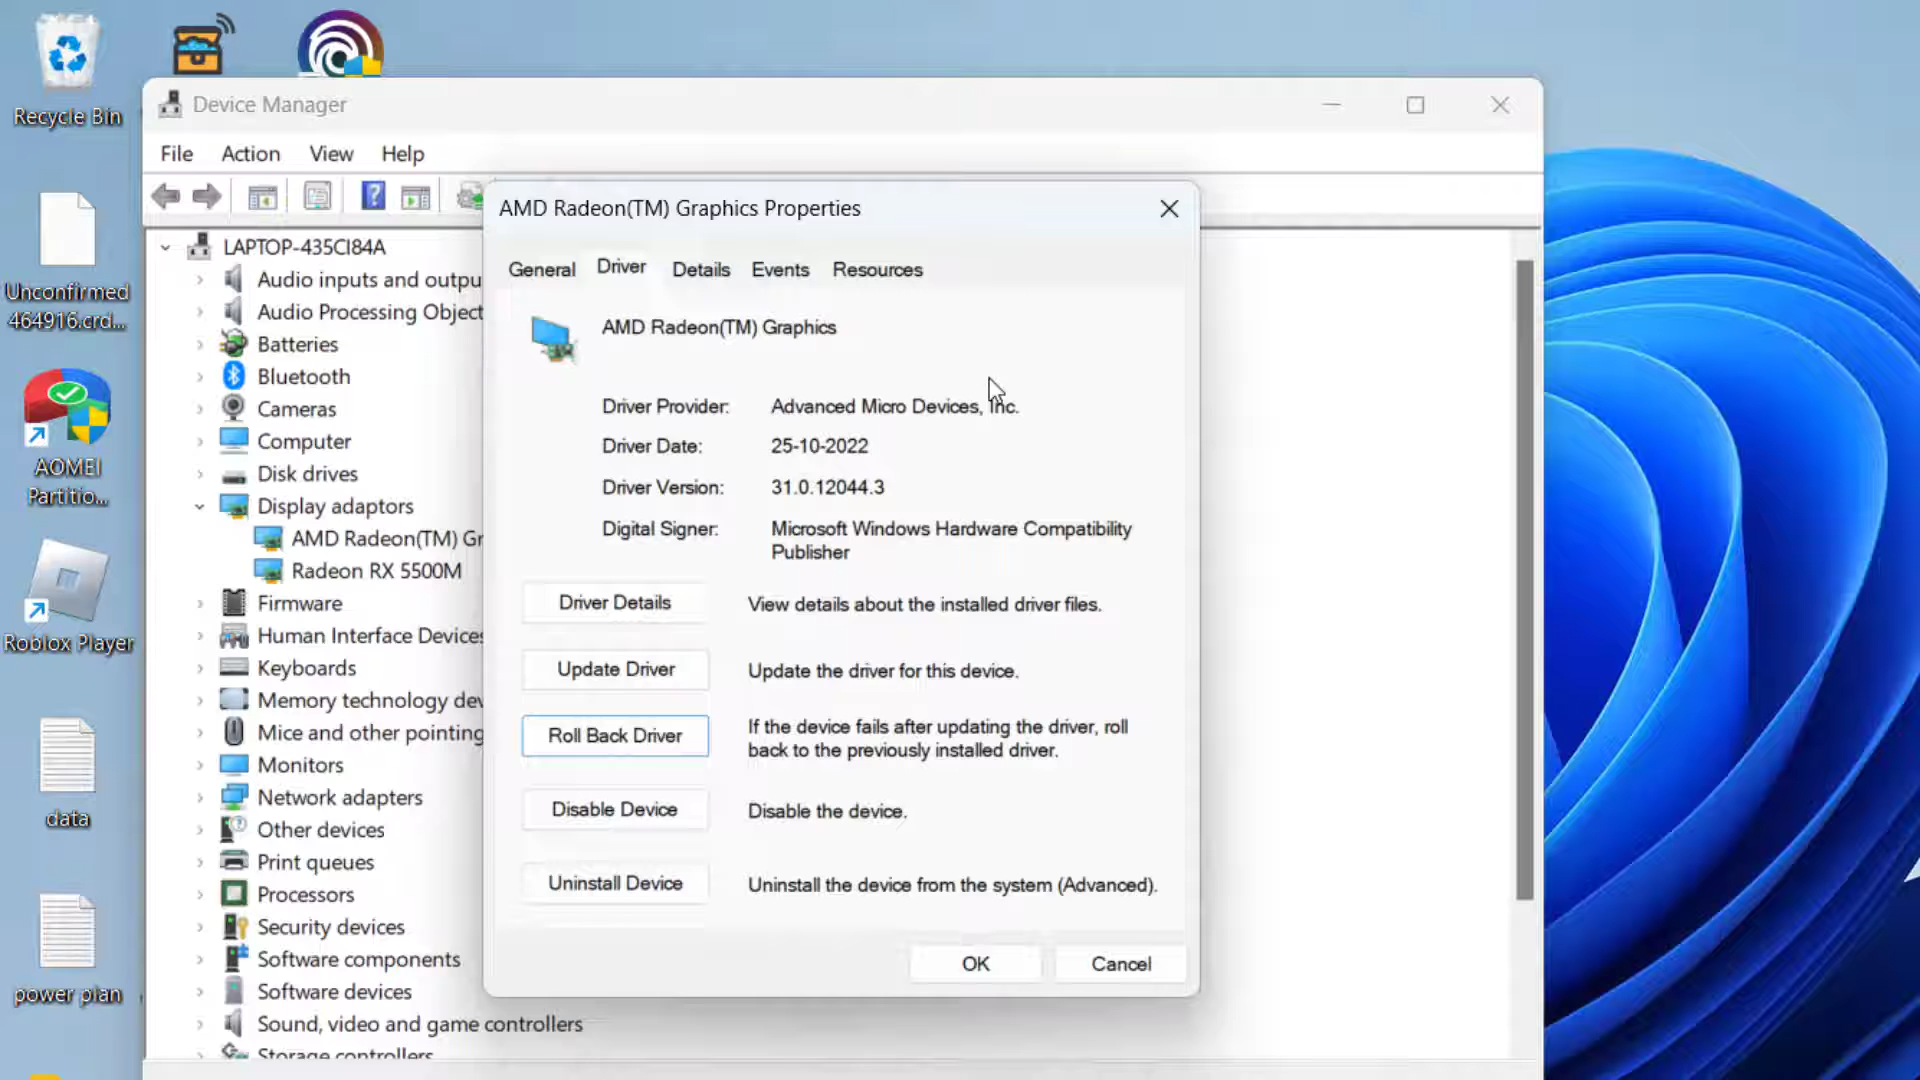 Recycle Bin
Unconfirmed
464916.crd...
AOMEI
Partitio...
Roblox Player
data
power plan
Device Manager
File Action View Help
LAPTOP-435CI84A
Audio inputs and outpu
Audio Processing Object
Batteries
Bluetooth
Cameras
Computer
Disk drives
Display adaptors
AMD Radeon(TM) Gr
Radeon RX 5500M
Firmware
Human Interface Devices
Keyboards
Memory technology dev
Mice and other pointing
Monitors
Network adapters
Other devices
Print queues
Processors
Security devices
Software components
Software devices
Sound, video and game controllers
Storage controllers
AMD Radeon(TM) Graphics Properties
General Driver Details Events Resources
AMD Radeon(TM) Graphics
Driver Provider: Advanced Micro Devices, Inc.
Driver Date: 25-10-2022
Driver Version: 31.0.12044.3
Digital Signer: Microsoft Windows Hardware Compatibility
Publisher
Driver Details View details about the installed driver files.
Update Driver Update the driver for this device.
Roll Back Driver If the device fails after updating the driver, roll
back to the previously installed driver.
Disable Device Disable the device.
Uninstall Device Uninstall the device from the system (Advanced).
OK Cancel